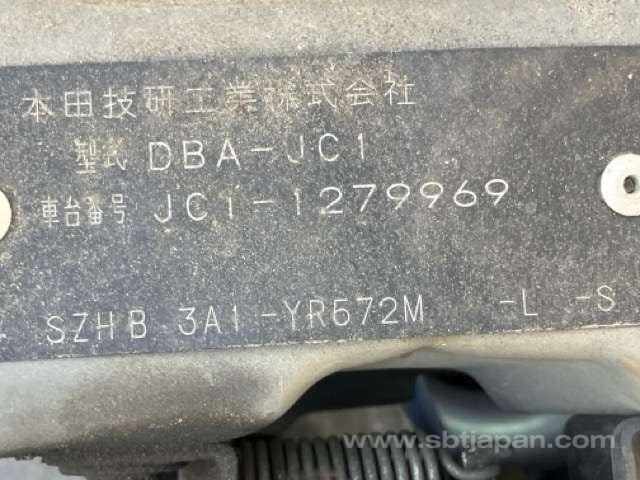 本田技研工業株式会社
型式 DBA-JC1
車台番号 JC1-1279969
SZHB 3A1 -YR572M -L -S
www.sbtjapan.com